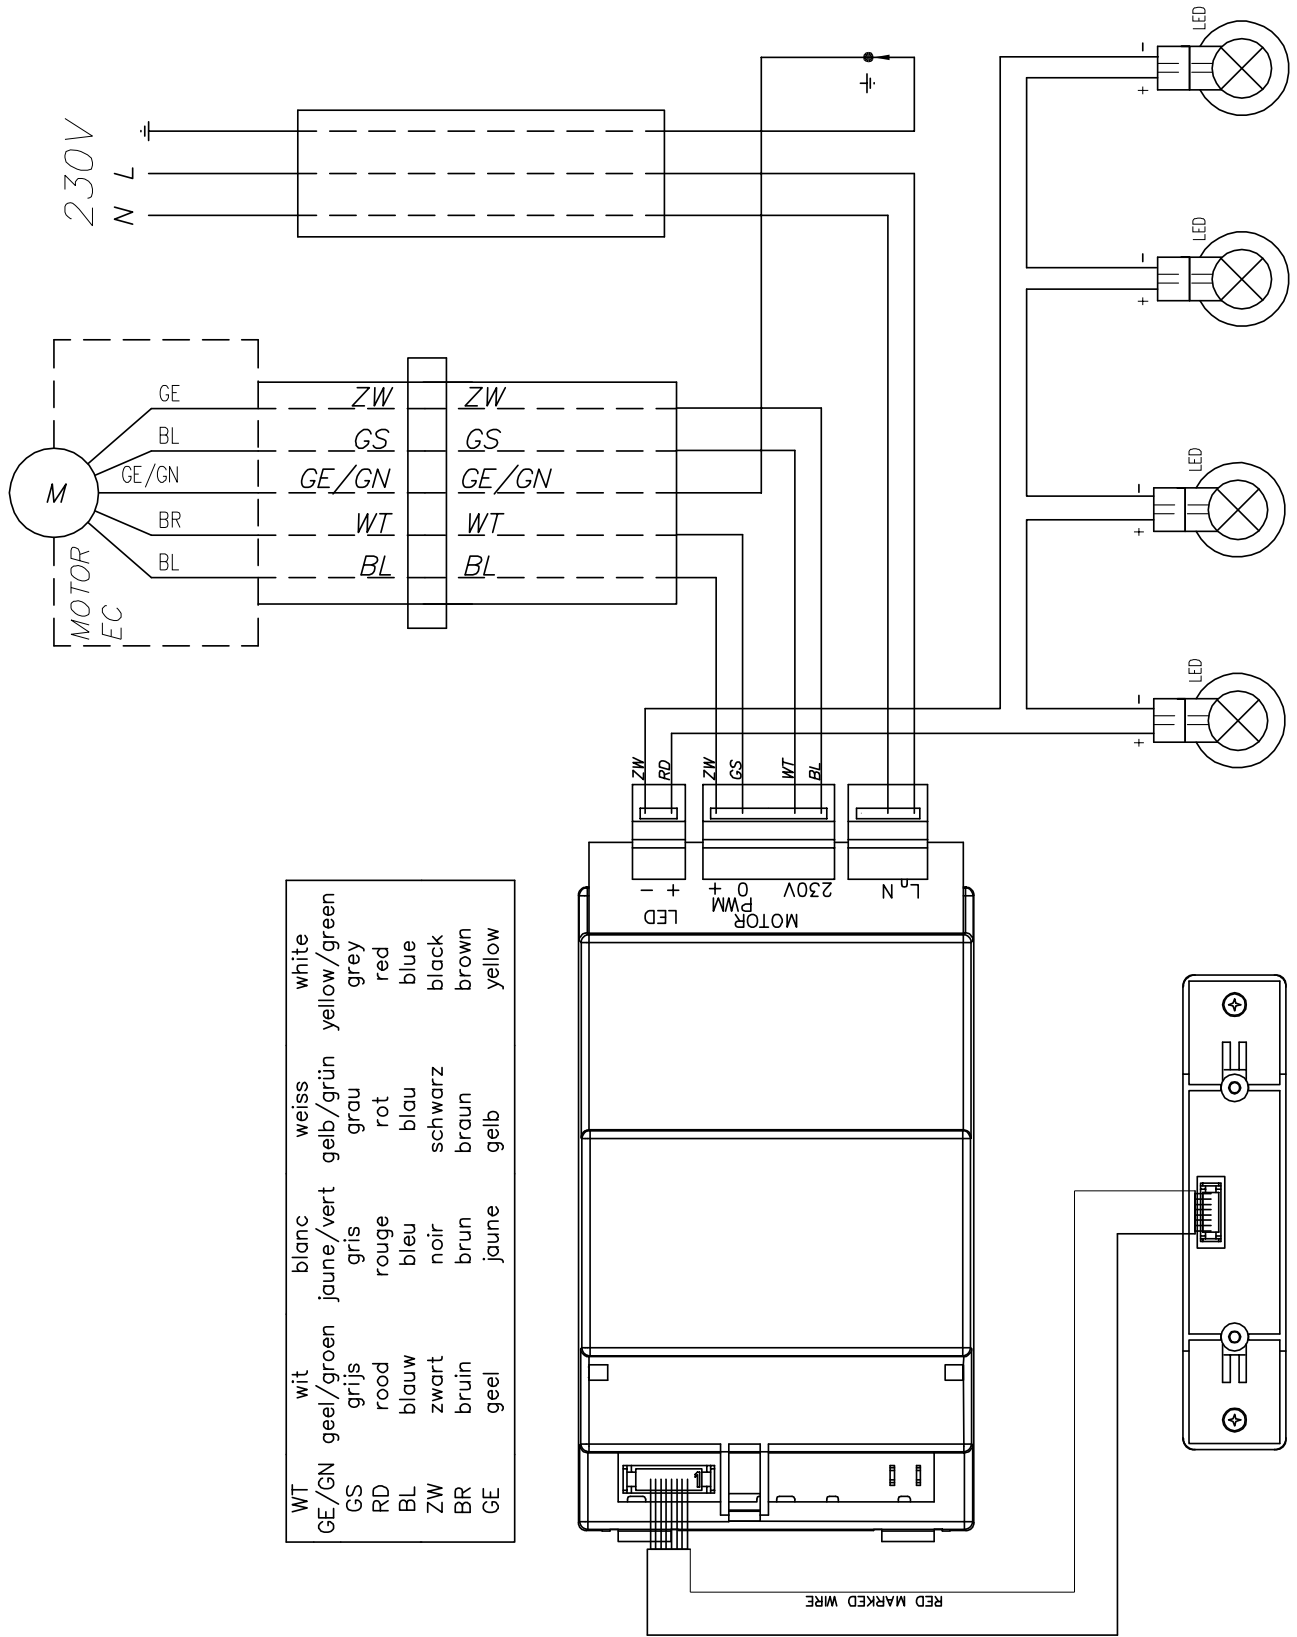 230V
N L
LED
LED
LED
LED
- +
- +
- +
- +
M
MOTOR
EC
GE
BL
GE/GN
BR
BL
ZW ZW
GS GS
GE/GN GE/GN
WT WT
BL BL
ZW
RD
ZW
GS
WT
BL
- +
LED
+ 0
PWM
230V
MOTOR
N L
WT wit blanc weiss white
GE/GN geel/groen jaune/vert gelb/grün yellow/green
GS grijs gris grau grey
RD rood rouge rot red
BL blauw bleu blau blue
ZW zwart noir schwarz black
BR bruin brun braun brown
GE geel jaune gelb yellow
1
RED MARKED WIRE